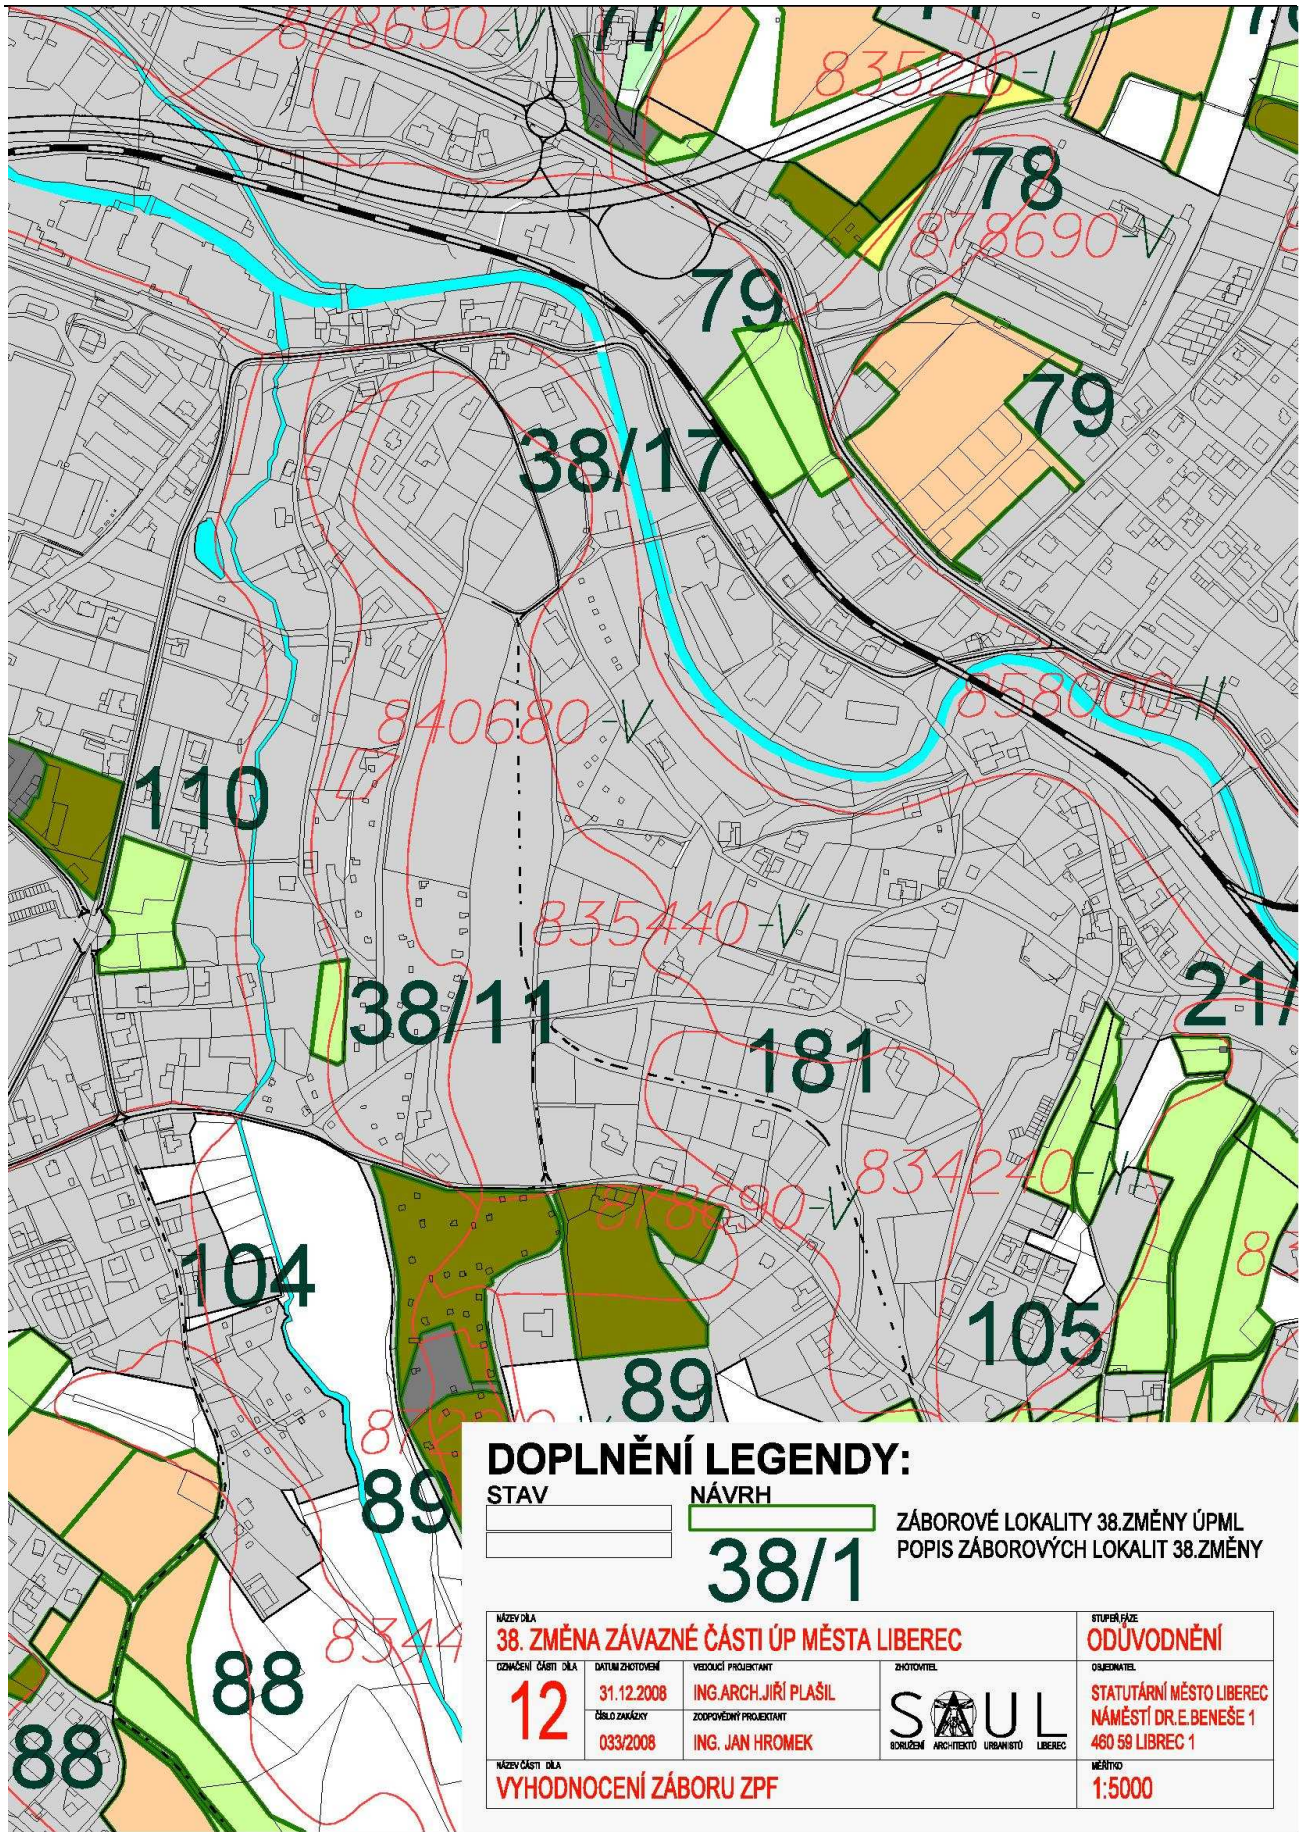 878690-V
77
835210-I
78
878690-V
79
79
38/17
840680-V
858000-II
110
835440-V
38/11
181
21/
834240-III
878690-V
104
105
89
89
8344
88
88
DOPLNĚNÍ LEGENDY:
STAV
NÁVRH
ZÁBOROVÉ LOKALITY 38.ZMĚNY ÚPML
38/1
POPIS ZÁBOROVÝCH LOKALIT 38.ZMĚNY
NÁZEV DÍLA
38. ZMĚNA ZÁVAZNÉ ČÁSTI ÚP MĚSTA LIBEREC
STUPEŇ,FÁZE
ODŮVODNĚNÍ
OZNAČENÍ ČÁSTI DÍLA
12
DATUM ZHOTOVENÍ
31.12.2008
VEDOUCÍ PROJEKTANT
ING.ARCH.JIŘÍ PLAŠIL
ČÍSLO ZAKÁZKY
033/2008
ZODPOVĚDNÝ PROJEKTANT
ING. JAN HROMEK
ZHOTOVITEL
SAUL
SDRUŽENÍ ARCHITEKTŮ URBANISTŮ LIBEREC
OBJEDNATEL
STATUTÁRNÍ MĚSTO LIBEREC
NÁMĚSTÍ DR.E.BENEŠE 1
460 59 LIBREC 1
NÁZEV ČÁSTI DÍLA
VYHODNOCENÍ ZÁBORU ZPF
MĚŘÍTKO
1:5000